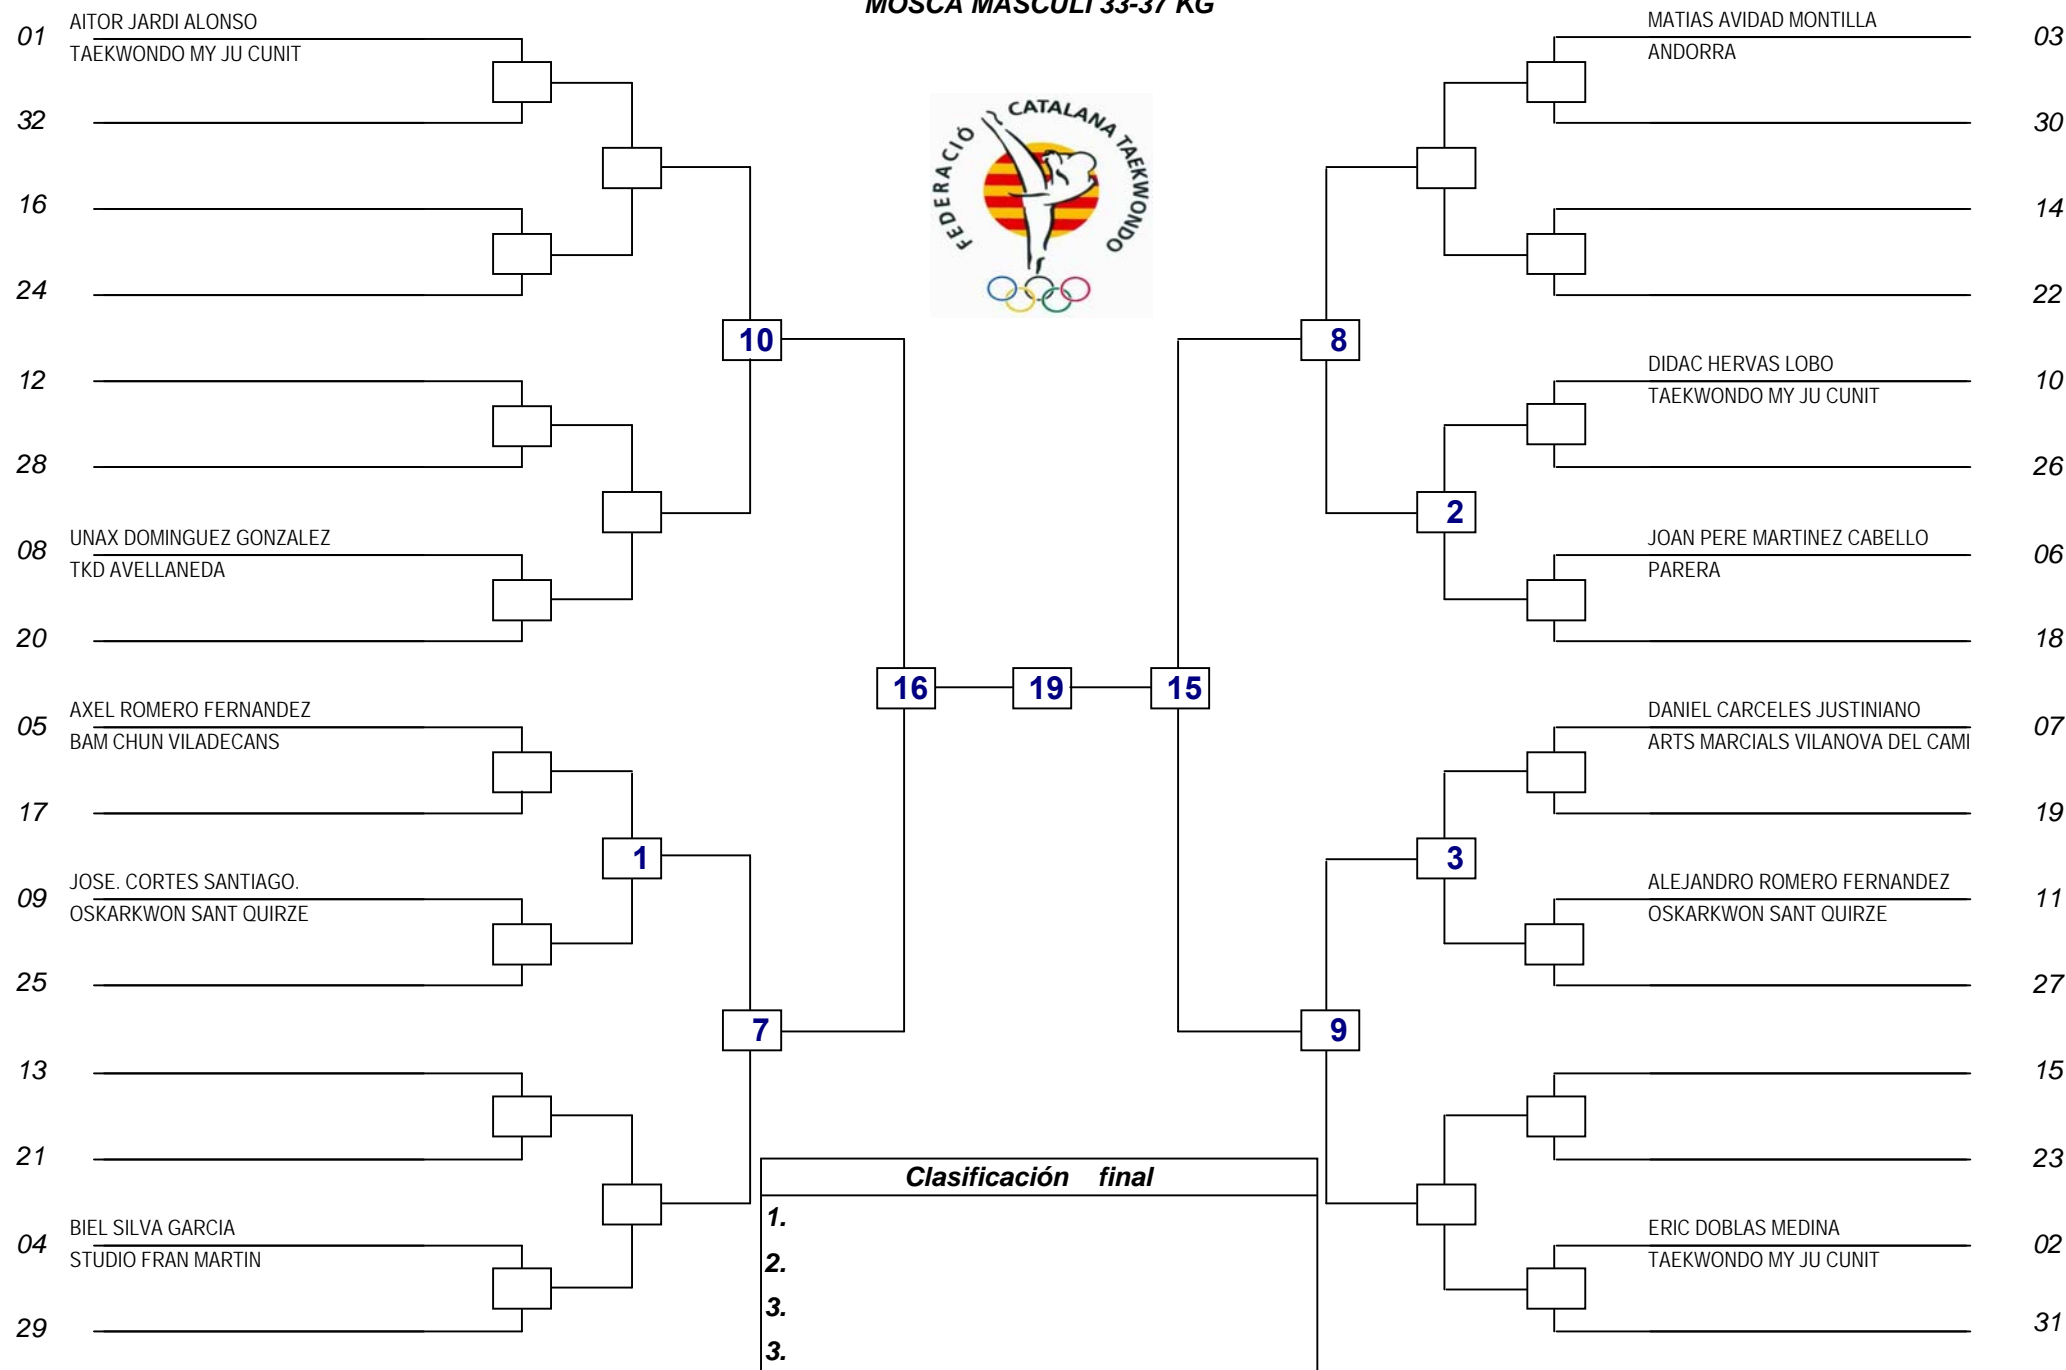 MOSCA MASCULI 33-37 KG
01
AITOR JARDI ALONSO
TAEKWONDO MY JU CUNIT
32
16
24
12
28
08
UNAX DOMINGUEZ GONZALEZ
TKD AVELLANEDA
20
05
AXEL ROMERO FERNANDEZ
BAM CHUN VILADECANS
17
09
JOSE. CORTES SANTIAGO.
OSKARKWON SANT QUIRZE
25
13
21
04
BIEL SILVA GARCIA
STUDIO FRAN MARTIN
29
10
1
7
FEDERACIÓ CATALANA TAEKWONDO
16
19
15
8
2
3
9
MATIAS AVIDAD MONTILLA
03
ANDORRA
30
14
22
DIDAC HERVAS LOBO
10
TAEKWONDO MY JU CUNIT
26
JOAN PERE MARTINEZ CABELLO
06
PARERA
18
DANIEL CARCELES JUSTINIANO
07
ARTS MARCIALS VILANOVA DEL CAMI
19
ALEJANDRO ROMERO FERNANDEZ
11
OSKARKWON SANT QUIRZE
27
15
23
ERIC DOBLAS MEDINA
02
TAEKWONDO MY JU CUNIT
31
Clasificación final
1.
2.
3.
3.